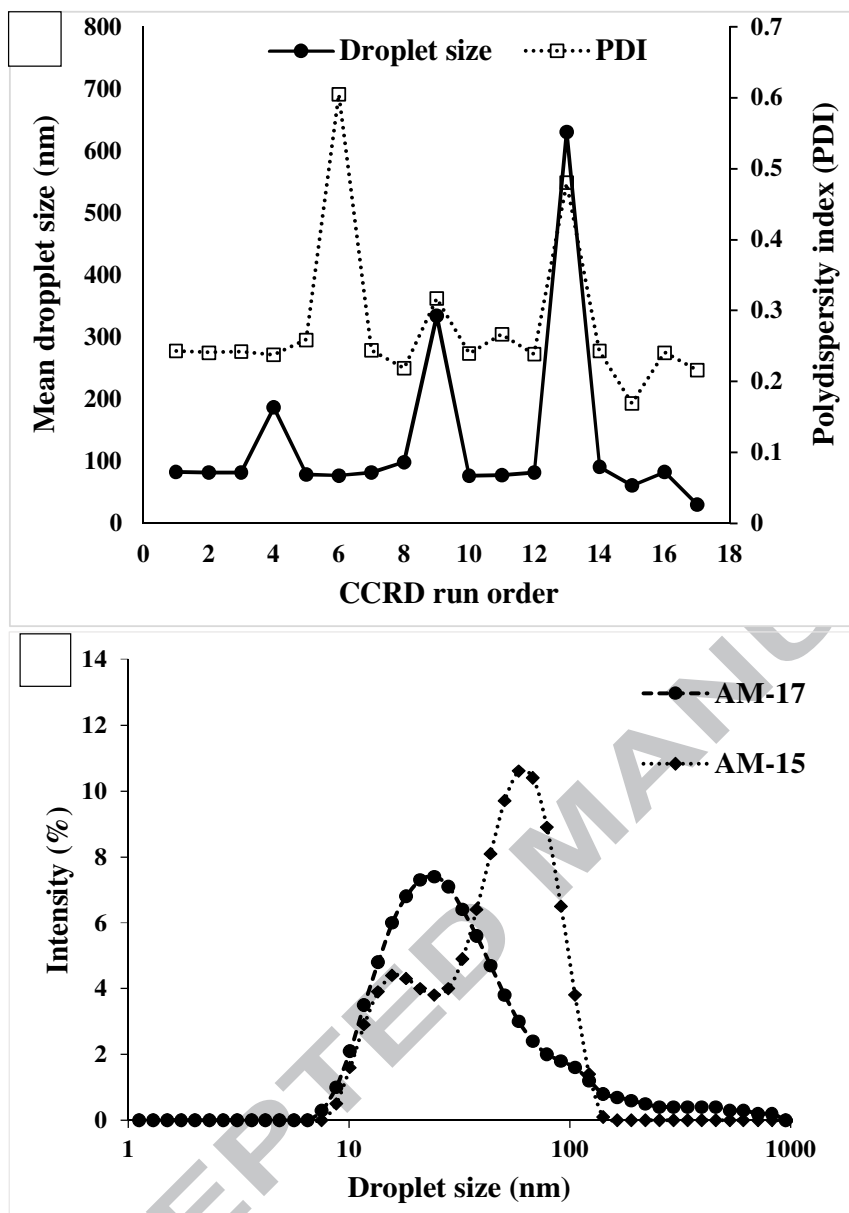 Droplet size PDI
Mean dropplet size (nm)
800
700
600
500
400
300
200
100
0
0 2 4 6 8 10 12 14 16 18
CCRD run order
0.7
0.6
0.5
0.4
0.3
0.2
0.1
0
Polydispersity index (PDI)
AM-17
AM-15
Intensity (%)
14
12
10
8
6
4
2
0
1 10 100 1000
Droplet size (nm)
PTED MANU